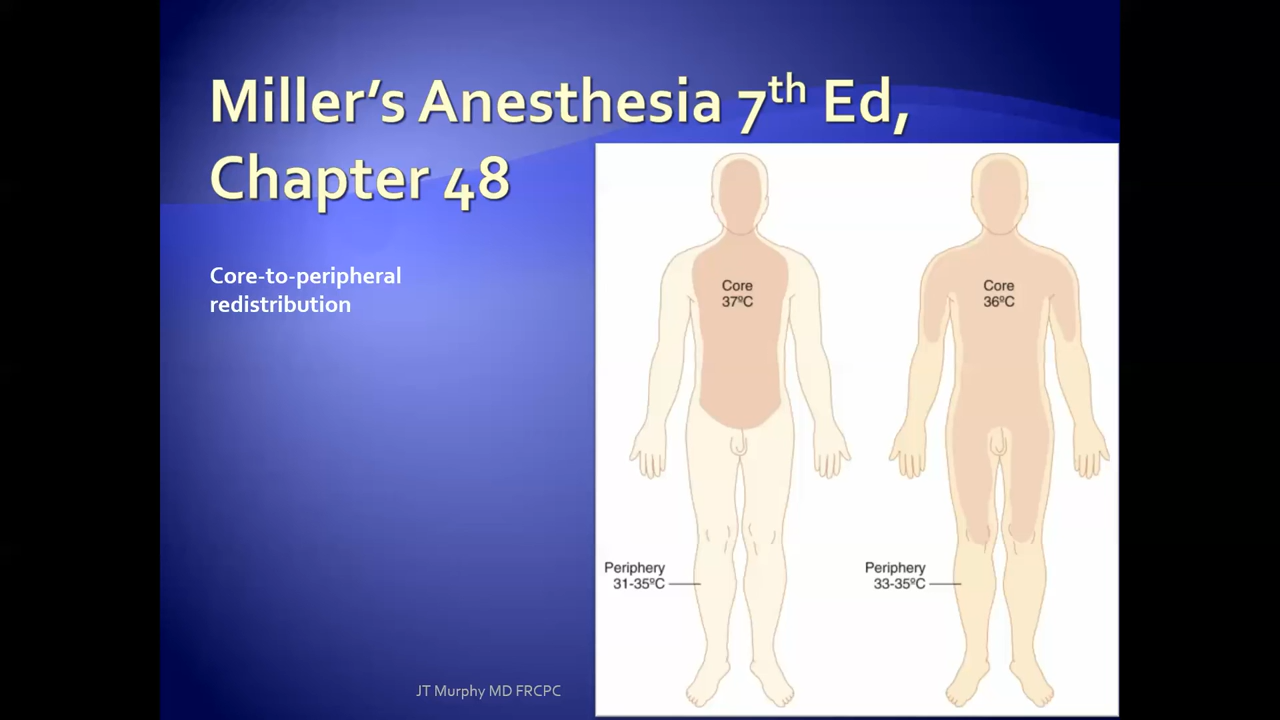 Miller's Anesthesia 7th Ed,
Chapter 48
Core-to-peripheral
redistribution
Core
37ºC
Core
36ºC
Periphery
31-35ºC
Periphery
33-35ºC
JT Murphy MD FRCPC